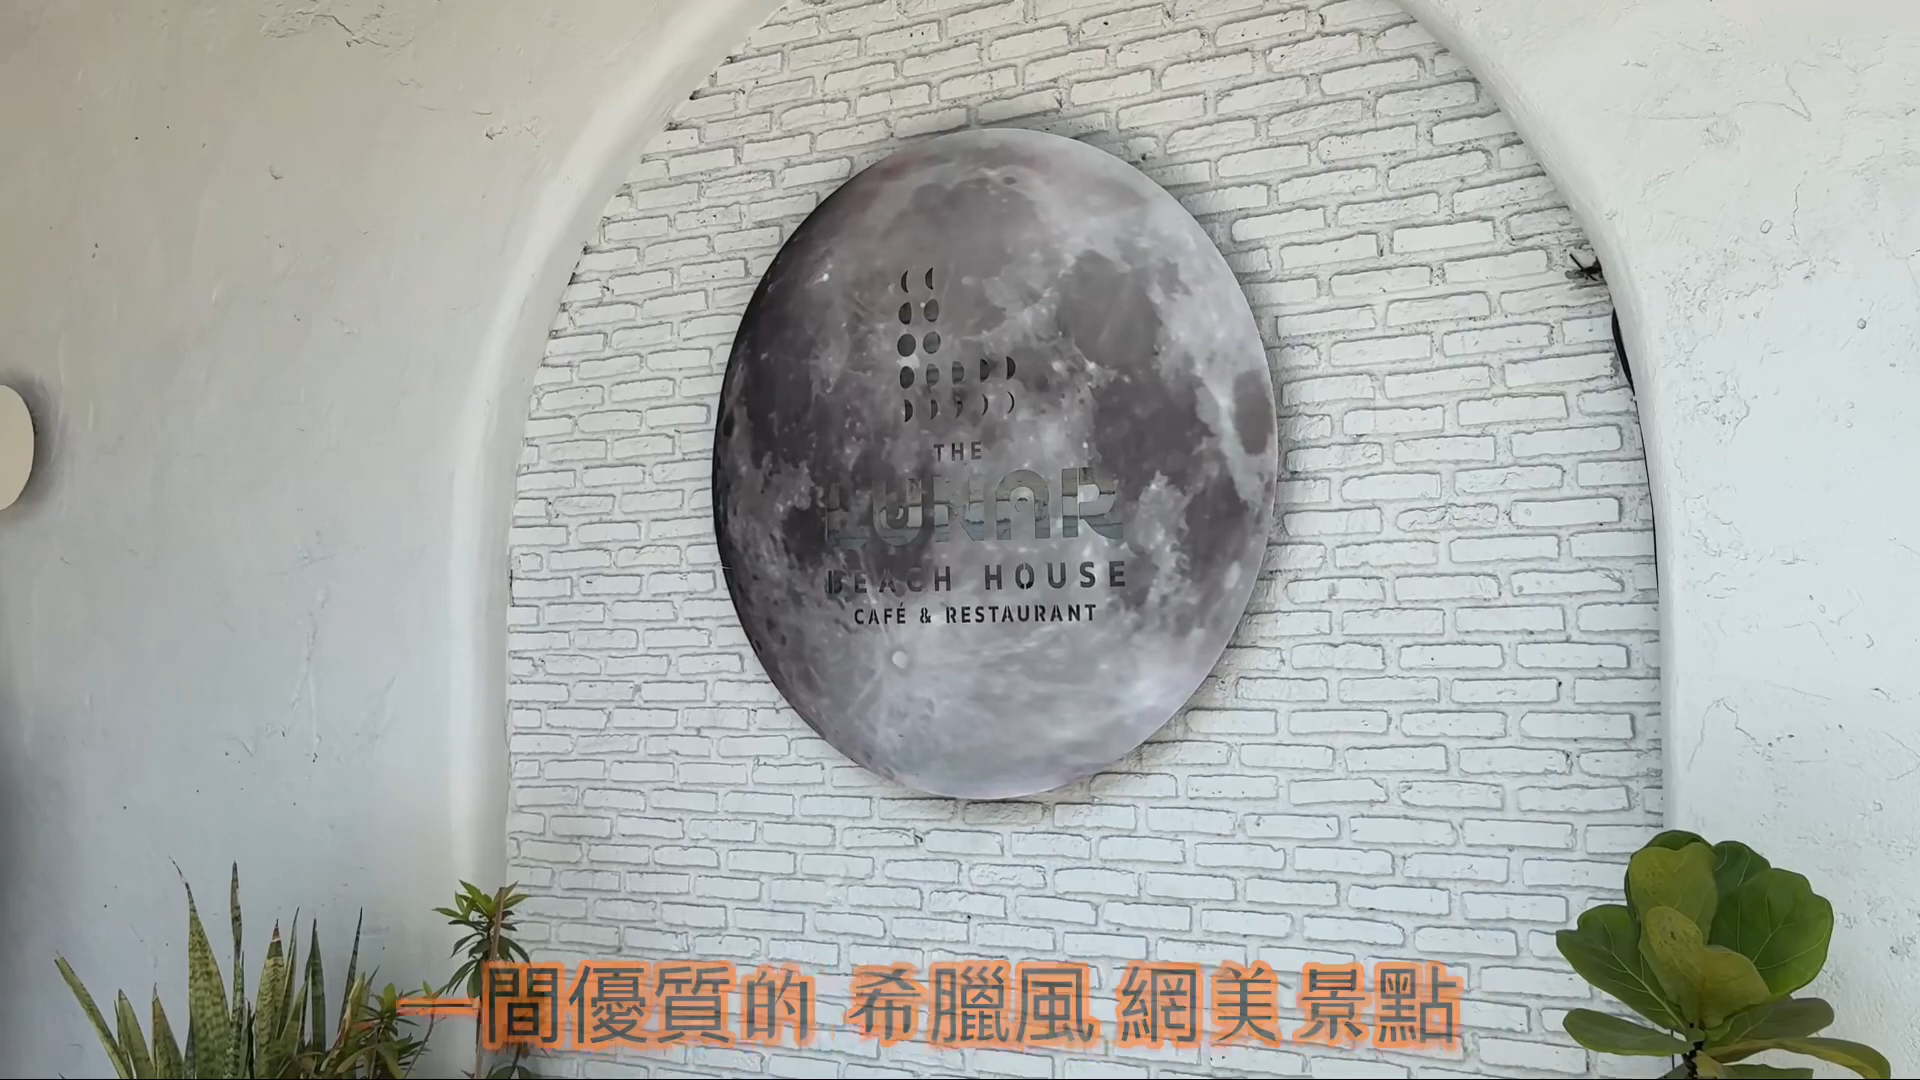 THE
LUNAR
BEACH HOUSE
CAFÉ & RESTAURANT
一間優質的 希臘風 網美景點